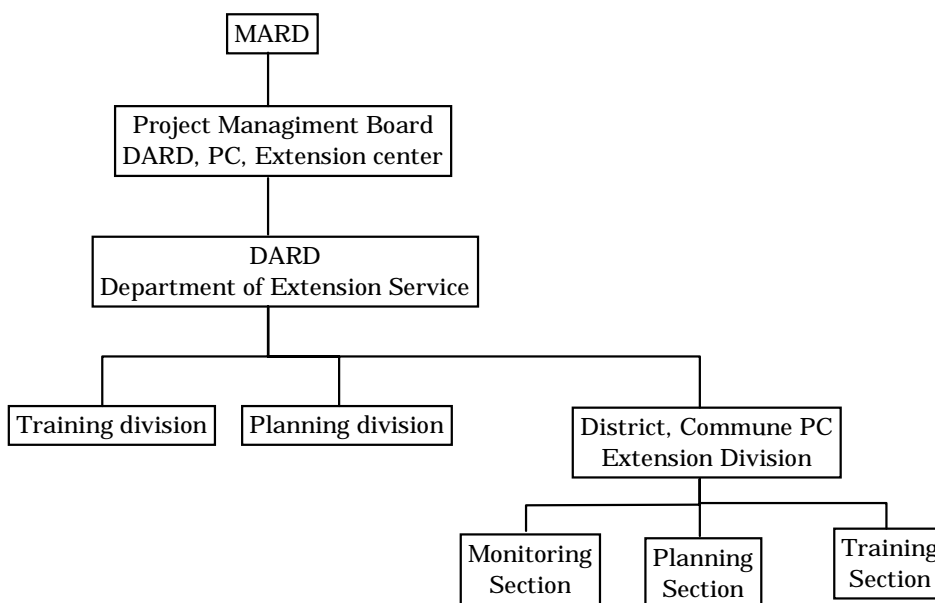 MARD
Project Managiment Board
DARD, PC, Extension center
DARD
Department of Extension Service
Training division
Planning division
District, Commune PC
Extension Division
Monitoring
Section
Planning
Section
Training
Section